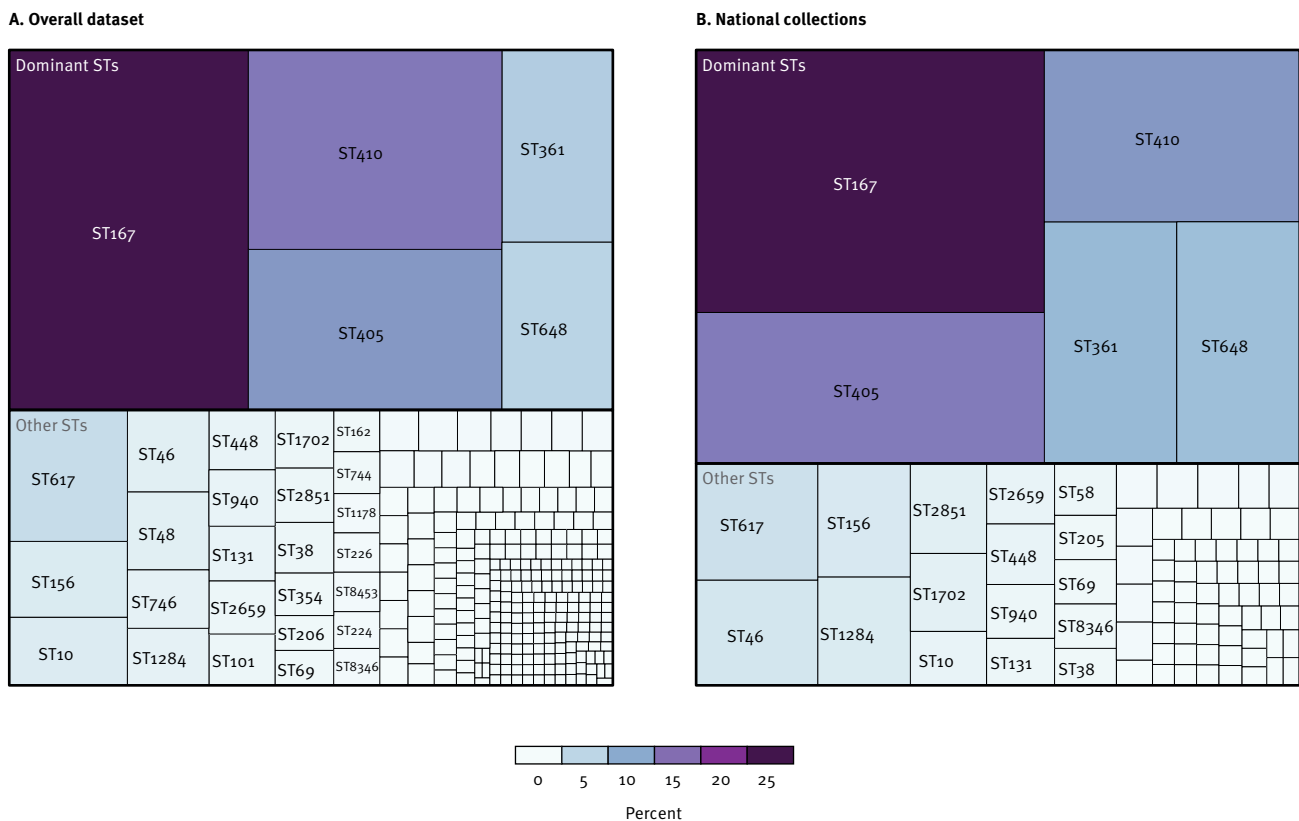 A. Overall dataset
Dominant STs
ST167
ST410
ST405
ST361
ST648
Other STs
ST617
ST156
ST10
ST46
ST48
ST746
ST1284
ST448
ST940
ST131
ST2659
ST101
ST1702
ST2851
ST38
ST354
ST206
ST69
ST162
ST744
ST1178
ST226
ST8453
ST224
ST8346
B. National collections
Dominant STs
ST167
ST405
ST410
ST361
ST648
Other STs
ST617
ST46
ST156
ST1284
ST2851
ST1702
ST10
ST2659
ST448
ST940
ST131
ST58
ST205
ST69
ST8346
ST38
0 5 10 15 20 25
Percent